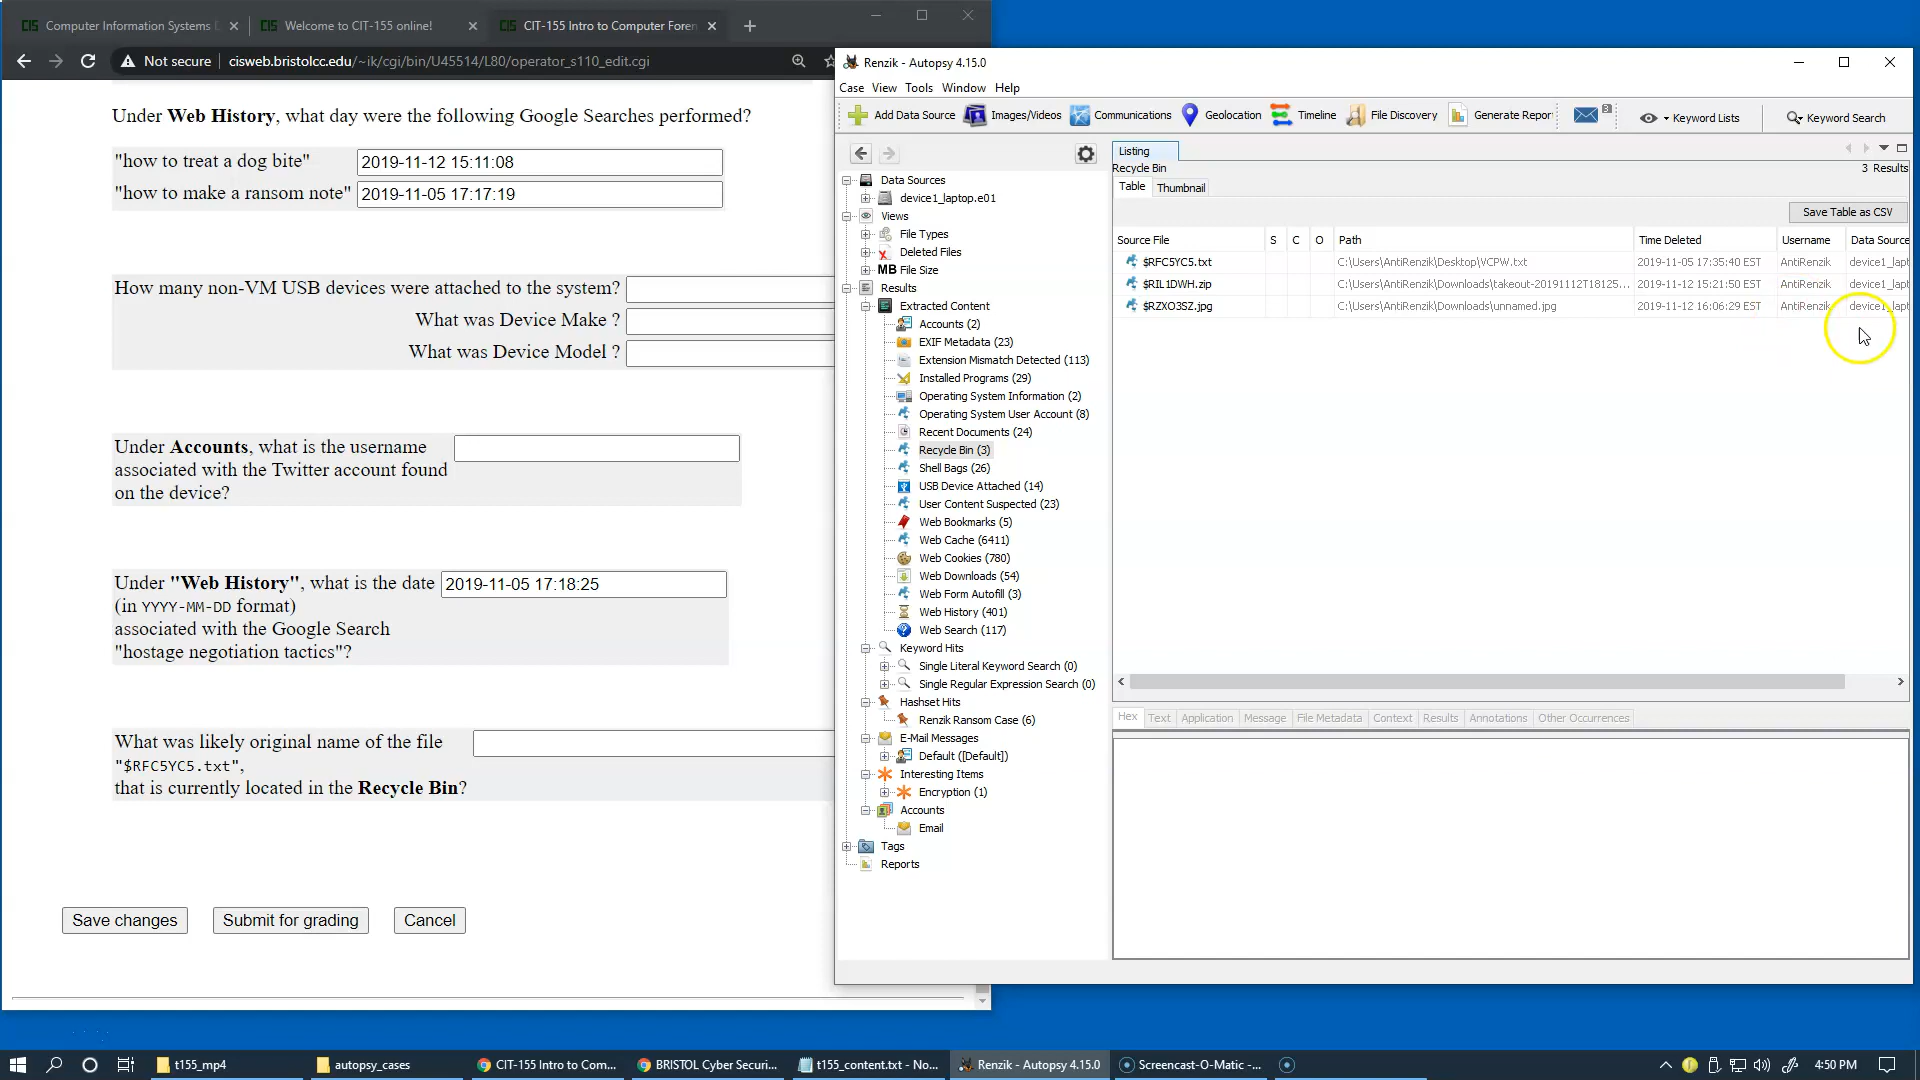 Computer Information Systems D
Welcome to CIT-155 online!
CIT-155 Intro to Computer Foren
Not secure
cisweb.bristolcc.edu/~ik/cgi/bin/U45514/L80/operator_s110_edit.cgi
Under Web History, what day were the following Google Searches performed?
"how to treat a dog bite" 2019-11-12 15:11:08
"how to make a ransom note" 2019-11-05 17:17:19
How many non-VM USB devices were attached to the system?
What was Device Make ?
What was Device Model ?
Under Accounts, what is the username
associated with the Twitter account found
on the device?
Under "Web History", what is the date 2019-11-05 17:18:25
(in YYYY-MM-DD format)
associated with the Google Search
"hostage negotiation tactics"?
What was likely original name of the file
"$RFC5YC5.txt",
that is currently located in the Recycle Bin?
Save changes Submit for grading Cancel
Renzik - Autopsy 4.15.0
Case View Tools Window Help
Add Data Source Images/Videos Communications Geolocation Timeline File Discovery Generate Repor 3 Keyword Lists Keyword Search
Data Sources
device1_laptop.e01
Views
File Types
Deleted Files
MB File Size
Results
Extracted Content
Accounts (2)
EXIF Metadata (23)
Extension Mismatch Detected (113)
Installed Programs (29)
Operating System Information (2)
Operating System User Account (8)
Recent Documents (24)
Recycle Bin (3)
Shell Bags (26)
USB Device Attached (14)
User Content Suspected (23)
Web Bookmarks (5)
Web Cache (6411)
Web Cookies (780)
Web Downloads (54)
Web Form Autofill (3)
Web History (401)
Web Search (117)
Keyword Hits
Single Literal Keyword Search (0)
Single Regular Expression Search (0)
Hashset Hits
Renzik Ransom Case (6)
E-Mail Messages
Default ([Default])
Interesting Items
Encryption (1)
Accounts
Email
Tags
Reports
Listing
Recycle Bin 3 Results
Table Thumbnail
Save Table as CSV
Source File S C O Path Time Deleted Username Data Source
$RFC5YC5.txt C:\Users\AntiRenzik\Desktop\VCPW.txt 2019-11-05 17:35:40 EST AntiRenzik device1_lapt
$RIL1DWH.zip C:\Users\AntiRenzik\Downloads\takeout-20191112T18125... 2019-11-12 15:21:50 EST AntiRenzik device1_lapt
$RZXO3SZ.jpg C:\Users\AntiRenzik\Downloads\unnamed.jpg 2019-11-12 16:06:29 EST AntiRenzik device1_lapt
Hex Text Application Message File Metadata Context Results Annotations Other Occurrences
t155_mp4 autopsy_cases CIT-155 Intro to Com... BRISTOL Cyber Securi... t155_content.txt - No... Renzik - Autopsy 4.15.0 Screencast-O-Matic -... 4:50 PM